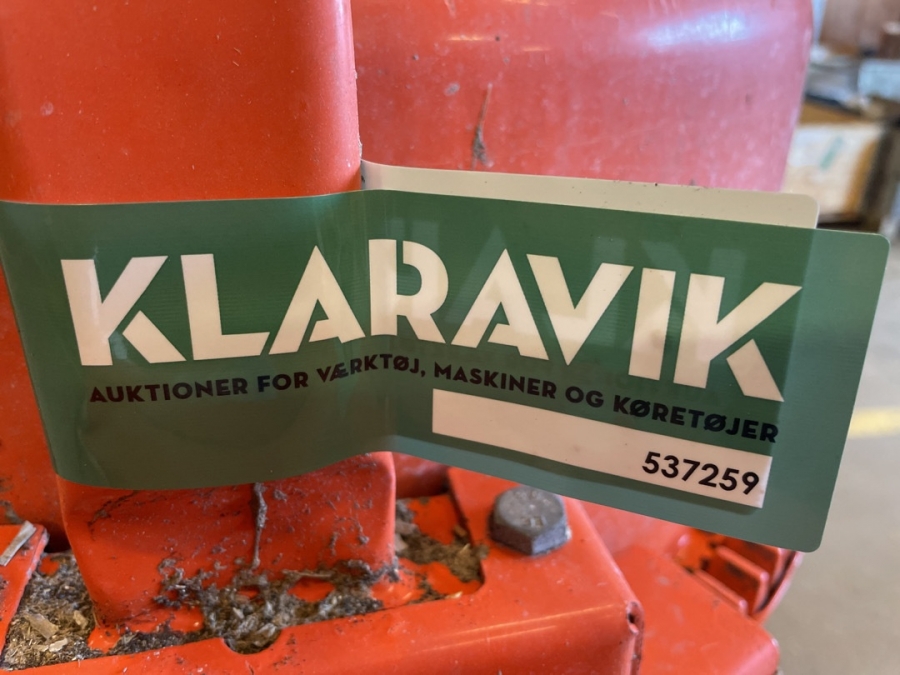 KLARAVIK
AUKTIONER FOR VÆRKTØJ, MASKINER OG KØRETØJER
537259